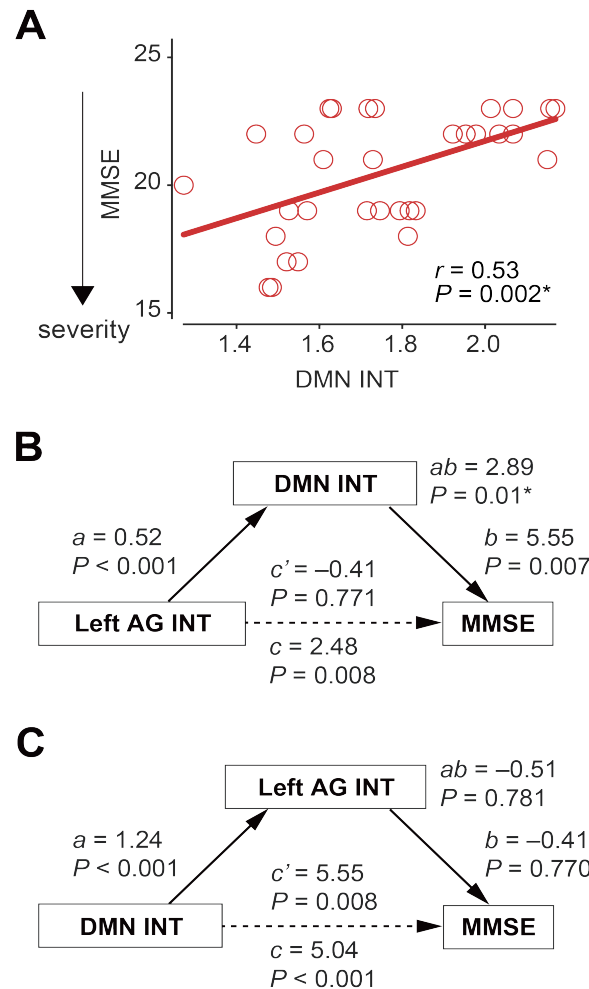 A
25
20
15
MMSE
severity
r = 0.53
P = 0.002*
1.4 1.6 1.8 2.0
DMN INT
B
DMN INT
ab = 2.89
P = 0.01*
a = 0.52
P < 0.001
b = 5.55
P = 0.007
c’ = –0.41
P = 0.771
Left AG INT
MMSE
c = 2.48
P = 0.008
C
Left AG INT
ab = –0.51
P = 0.781
a = 1.24
P < 0.001
b = –0.41
P = 0.770
c’ = 5.55
P = 0.008
DMN INT
MMSE
c = 5.04
P < 0.001